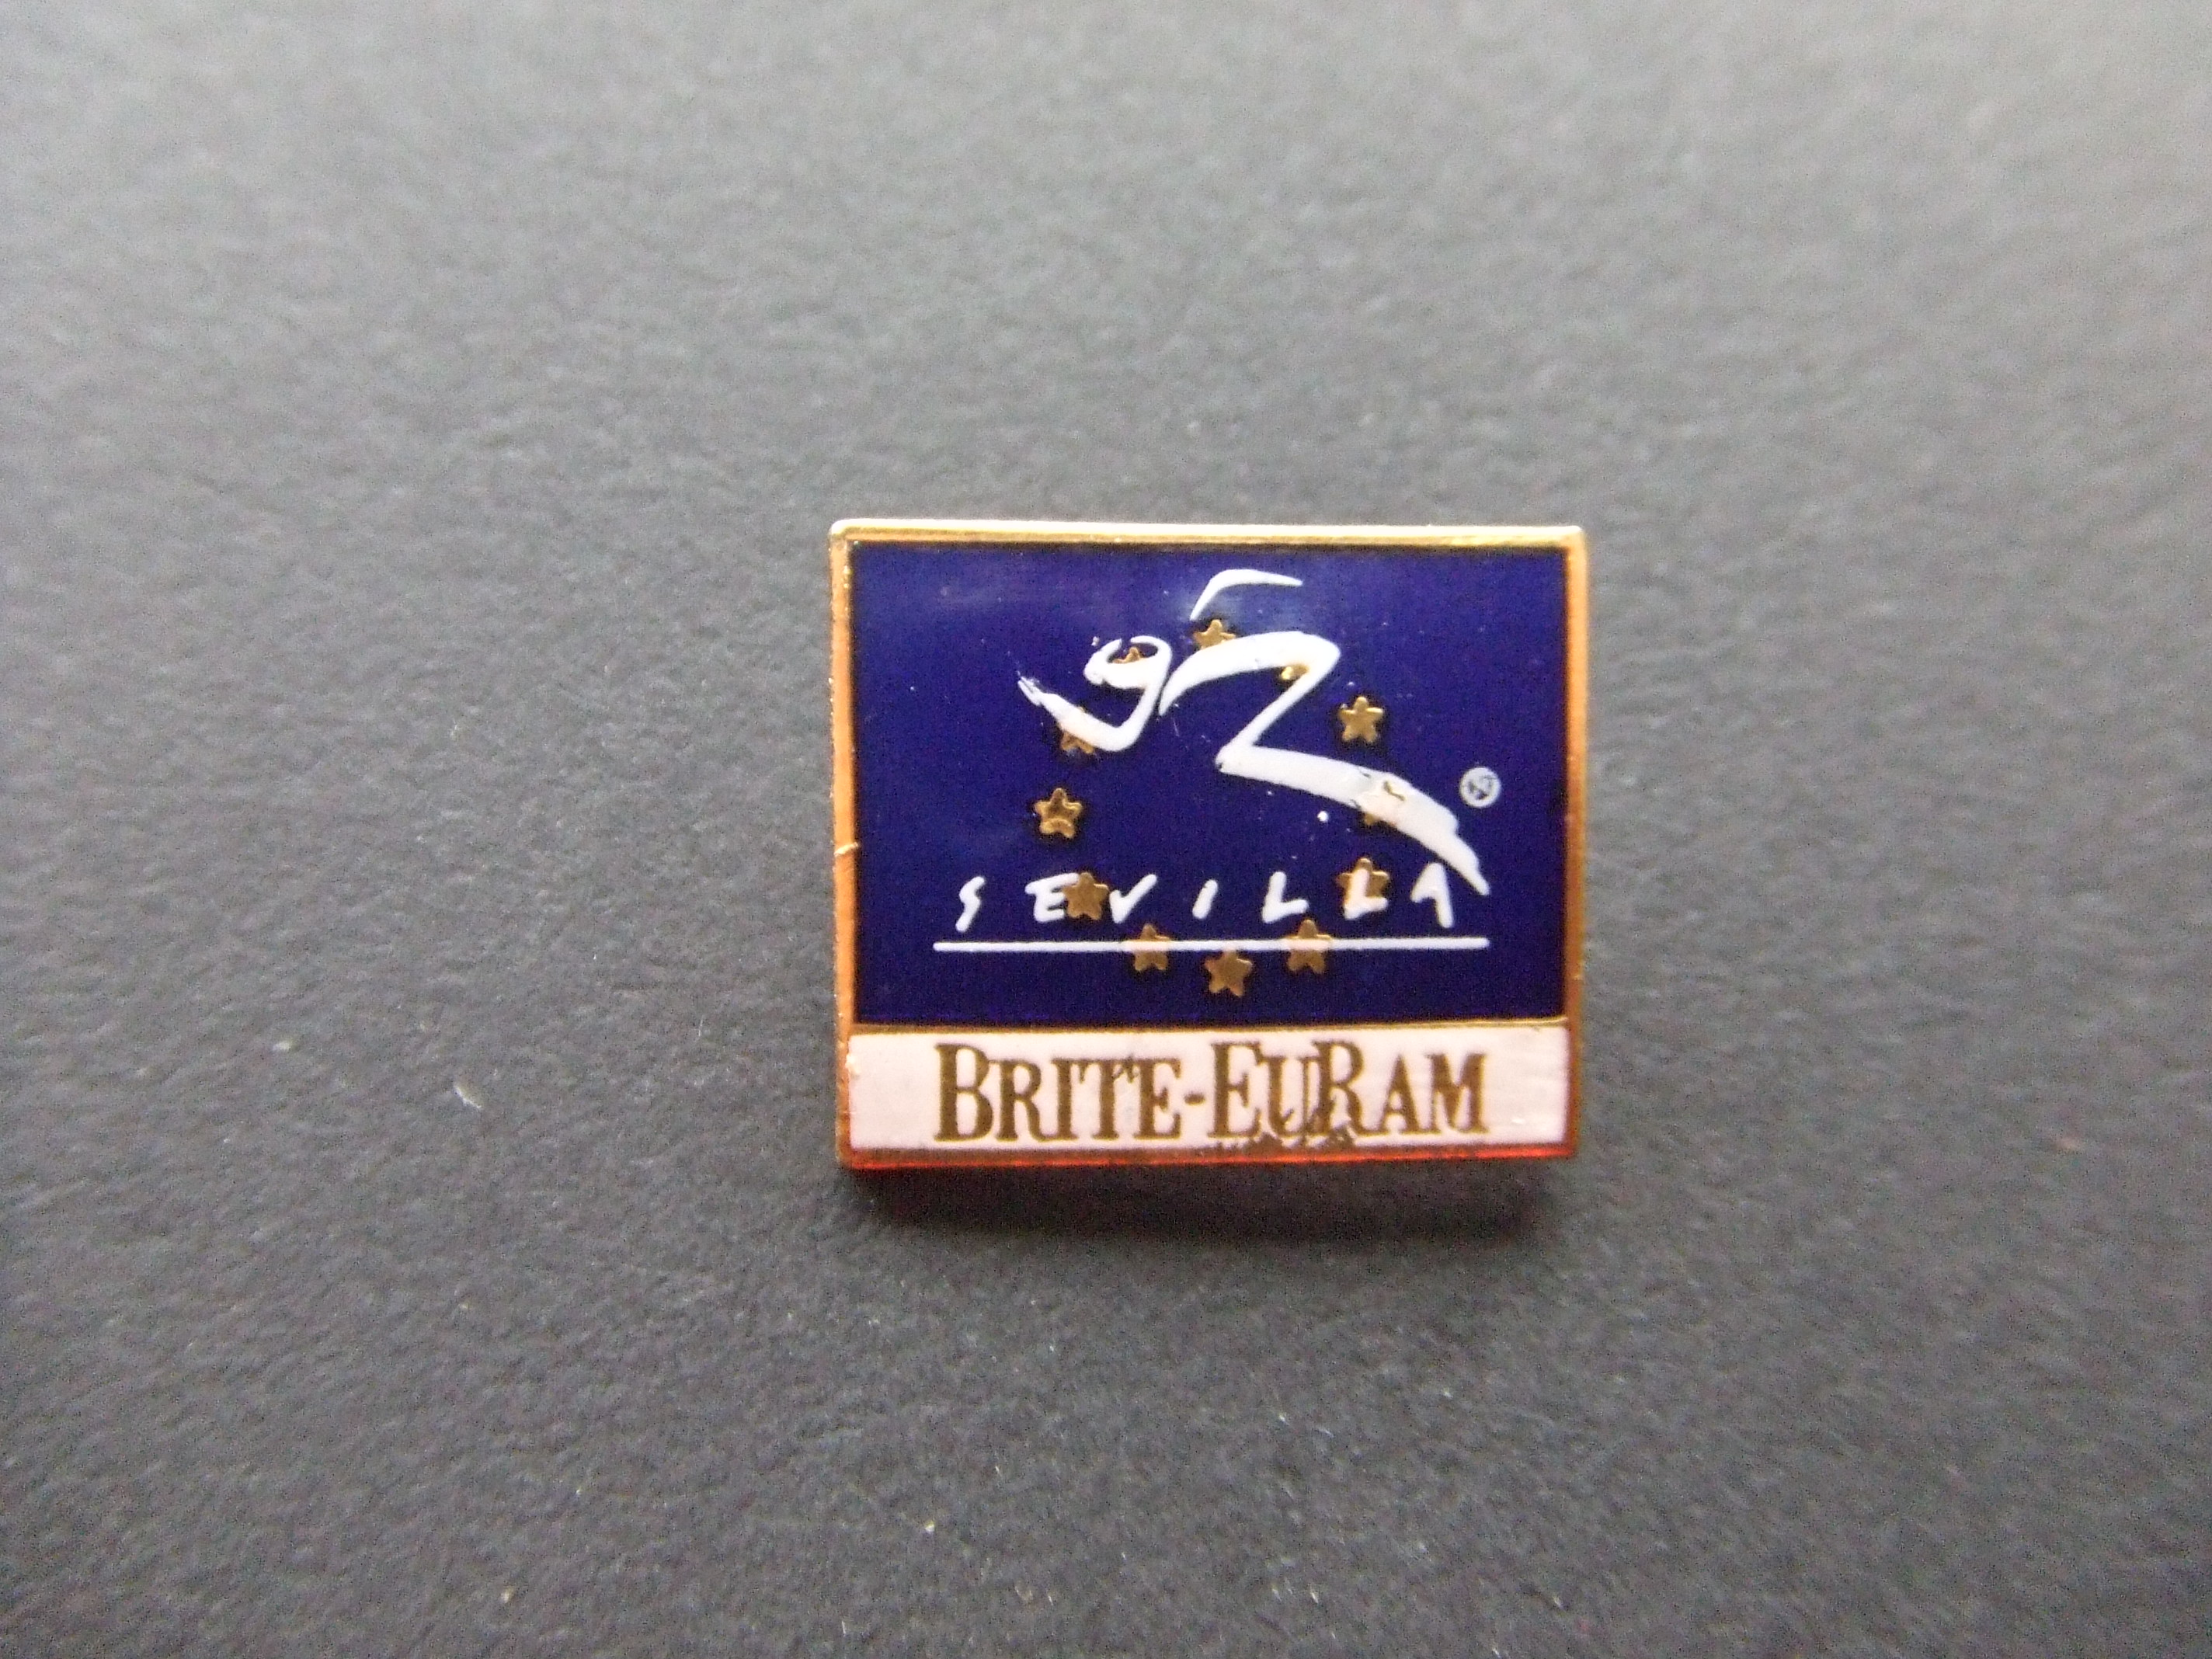 92 ®
SEVILLA
BRITE-EURAM